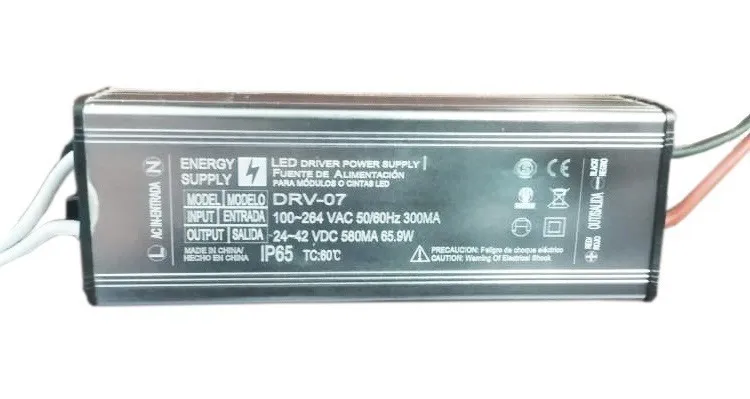 AC IN-ENTRADA
N
L
ENERGY
SUPPLY
LED DRIVER POWER SUPPLY
FUENTE DE ALIMENTACIÓN
PARA MÓDULOS O CINTAS LED
MODEL MODELO DRV-07
INPUT ENTRADA 100~264 VAC 50/60Hz 300MA
OUTPUT SALIDA -24~42 VDC 560MA 65.9W
MADE IN CHINA/
HECHO EN CHINA
IP65 TC:60℃
PRECAUCION: Peligro de choque eléctrico
CAUTION: Warning Of Electrical Shock
CE
BLACK
NEGRO
OUT/SALIDA
RED/
ROJO